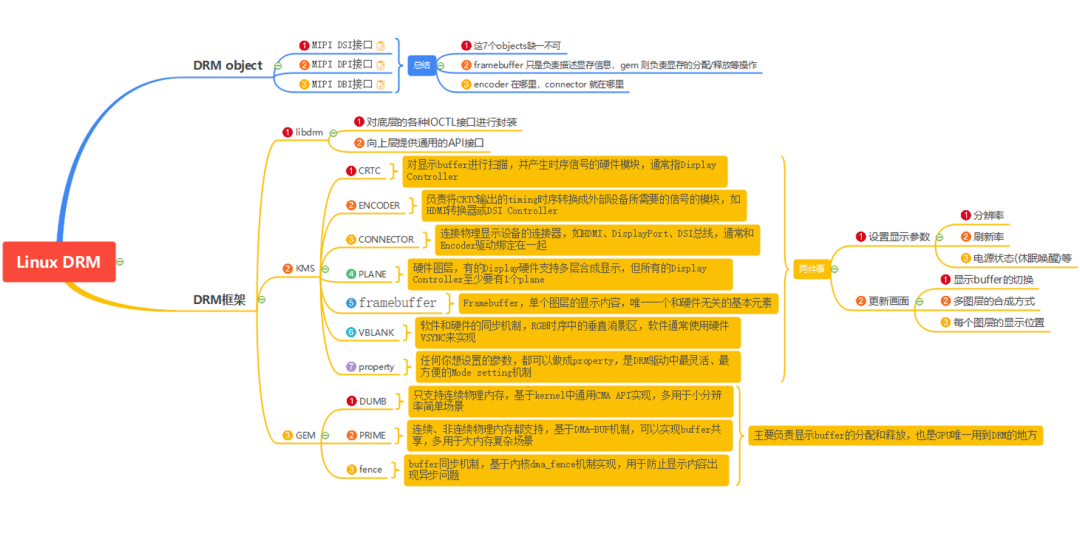 Linux DRM
DRM object
1 MIPI DSI接口
2 MIPI DPI接口
3 MIPI DBI接口
总结
1 这7个objects缺一不可
2 framebuffer 只是负责描述显存信息，gem 则负责显存的分配/释放等操作
3 encoder 在哪里，connector 就在哪里
DRM框架
1 libdrm
1 对底层的各种IOCTL接口进行封装
2 向上层提供通用的API接口
2 KMS
1 CRTC
对显示buffer进行扫描，并产生时序信号的硬件模块，通常指Display
Controller
2 ENCODER
负责将CRTC输出的timing时序转换成外部设备所需要的信号的模块，如
HDMI转换器或DSI Controller
3 CONNECTOR
连接物理显示设备的连接器，如HDMI、DisplayPort、DSI总线，通常和
Encoder驱动绑定在一起
4 PLANE
硬件图层，有的Display硬件支持多层合成显示，但所有的Display
Controller至少要有1个plane
5 framebuffer
Framebuffer，单个图层的显示内容，唯一一个和硬件无关的基本元素
6 VBLANK
软件和硬件的同步机制，RGB时序中的垂直消影区，软件通常使用硬件
VSYNC来实现
7 property
任何你想设置的参数，都可以做成property，是DRM驱动中最灵活、最
方便的Mode setting机制
两件事
1 设置显示参数
1 分辨率
2 刷新率
3 电源状态(休眠唤醒)等
2 更新画面
1 显示buffer的切换
2 多图层的合成方式
3 每个图层的显示位置
3 GEM
1 DUMB
只支持连续物理内存，基于kernel中通用CMA API实现，多用于小分辨
率简单场景
2 PRIME
连续、非连续物理内存都支持，基于DMA-BUF机制，可以实现buffer共
享，多用于大内存复杂场景
3 fence
buffer同步机制，基于内核dma_fence机制实现，用于防止显示内容出
现异步问题
主要负责显示buffer的分配和释放，也是GPU唯一用到DRM的地方